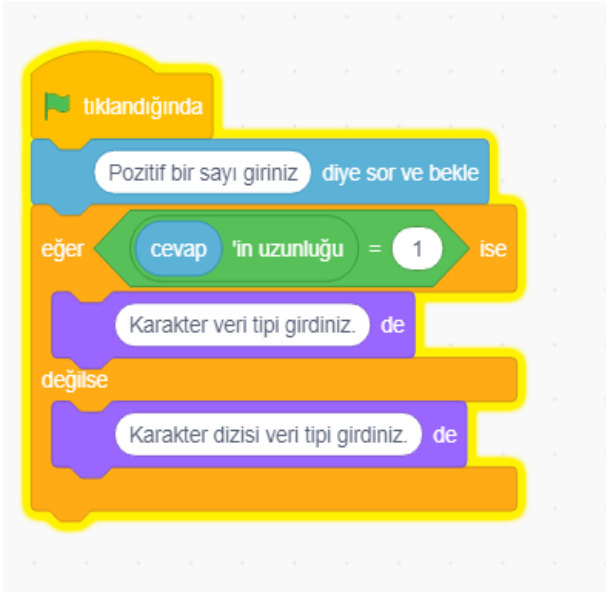 tıklandığında
Pozitif bir sayı giriniz diye sor ve bekle
eğer cevap 'in uzunluğu = 1 ise
Karakter veri tipi girdiniz. de
değilse
Karakter dizisi veri tipi girdiniz. de